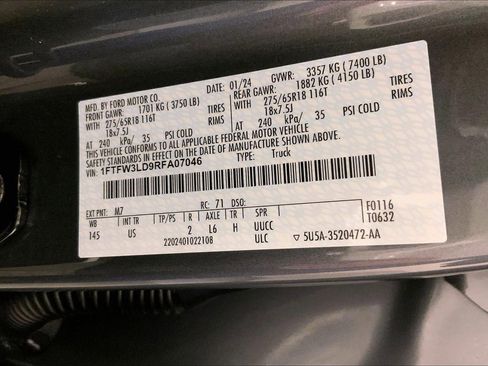 MFD. BY FORD MOTOR CO. DATE: 01/24 GVWR: 3357 KG ( 7400 LB)
FRONT GAWR: 1701 KG ( 3750 LB) REAR GAWR: 1882 KG ( 4150 LB)
WITH 275/65R18 116T TIRES WITH 275/65R18 116T TIRES
18x7.5J RIMS 18x7.5J RIMS
AT 240 kPa/ 35 PSI COLD AT 240 kPa/ 35 PSI COLD
THIS VEHICLE CONFORMS TO ALL APPLICABLE FEDERAL MOTOR VEHICLE
SAFETY STANDARDS IN EFFECT ON THE DATE OF MANUFACTURE SHOWN ABOVE.
VIN: 1FTFW3LD9RFA07046 TYPE: Truck
F0116
T0632
EXT PNT: M7 RC: 71 DSO:
WB TP/PS R AXLE TR SPR
145 US 2 L6 H UUCC
2202401022108 ULC ▽ 5U5A-3520472-AA